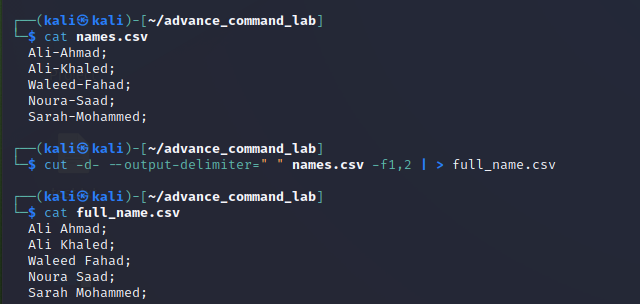 ┌──(kali㉿kali)-[~/advance_command_lab]
└─$ cat names.csv
Ali-Ahmad;
Ali-Khaled;
Waleed-Fahad;
Noura-Saad;
Sarah-Mohammed;
┌──(kali㉿kali)-[~/advance_command_lab]
└─$ cut -d- --output-delimiter=" " names.csv -f1,2 | > full_name.csv
┌──(kali㉿kali)-[~/advance_command_lab]
└─$ cat full_name.csv
Ali Ahmad;
Ali Khaled;
Waleed Fahad;
Noura Saad;
Sarah Mohammed;